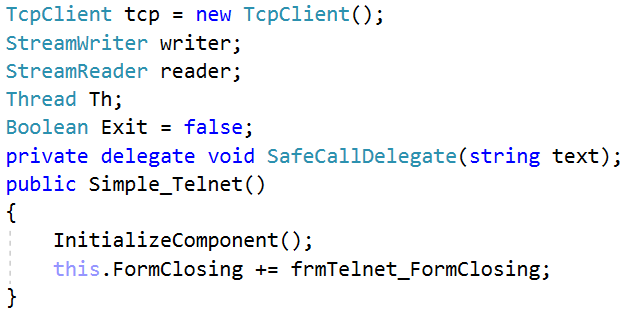 TcpClient tcp = new TcpClient();
StreamWriter writer;
StreamReader reader;
Thread Th;
Boolean Exit = false;
private delegate void SafeCallDelegate(string text);
public Simple_Telnet()
{
    InitializeComponent();
    this.FormClosing += frmTelnet_FormClosing;
}